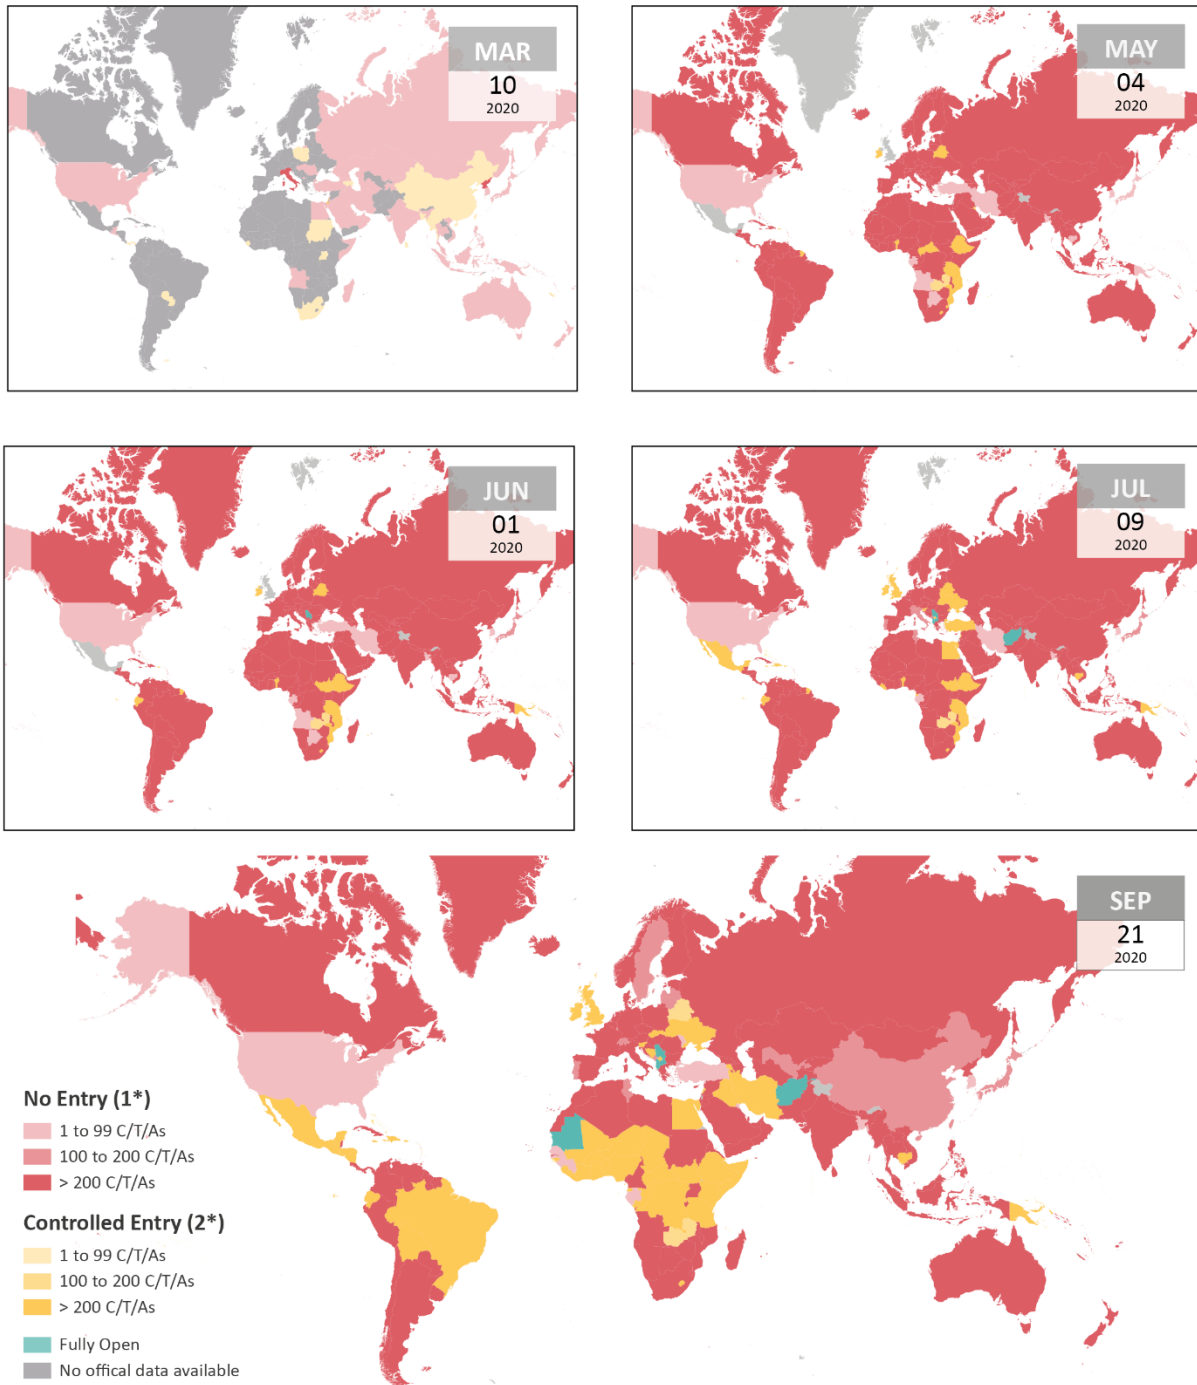 MAR
10
2020
MAY
04
2020
JUN
01
2020
JUL
09
2020
SEP
21
2020
No Entry (1*)
1 to 99 C/T/As
100 to 200 C/T/As
> 200 C/T/As
Controlled Entry (2*)
1 to 99 C/T/As
100 to 200 C/T/As
> 200 C/T/As
Fully Open
No offical data available